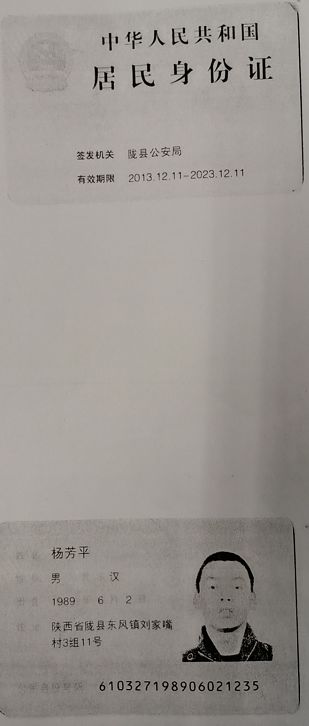 中华人民共和国
居民身份证
签发机关 陇县公安局
有效期限 2013.12.11-2023.12.11
杨芳平
男 汉
1989 6 月 2
陕西省陇县东风镇刘家嘴
村3组11号
610327198906021235